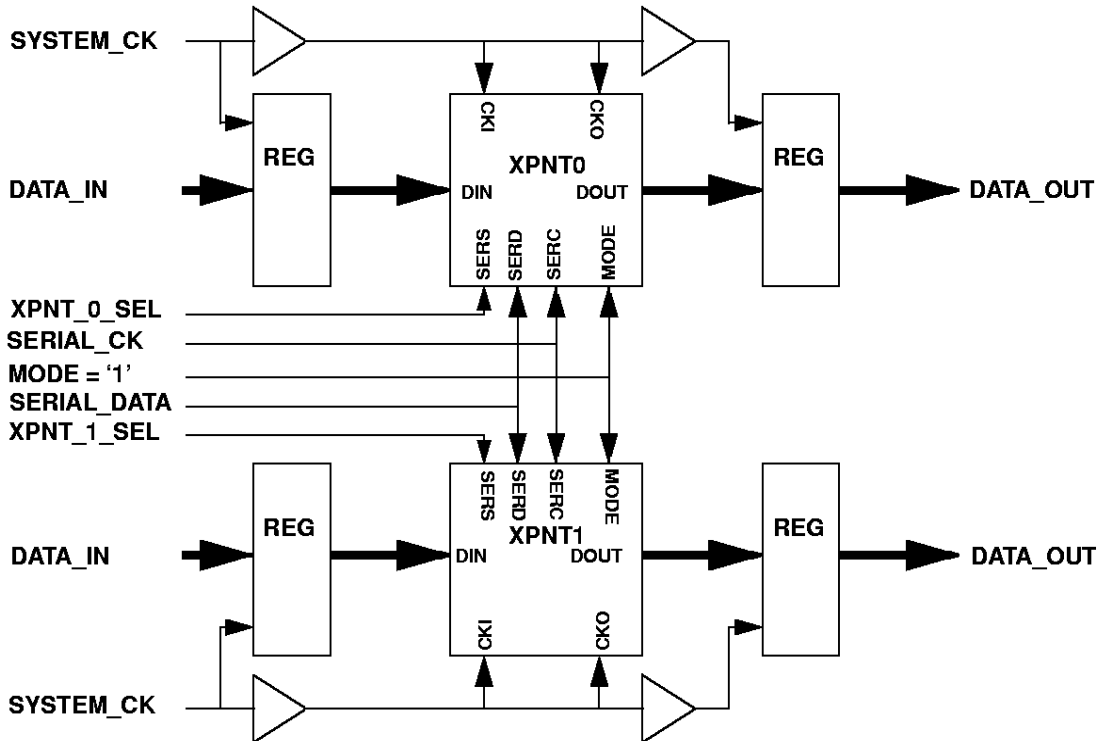 SYSTEM_CK
CKI
CKO
REG
XPNT0
REG
DATA_IN
DIN
DOUT
DATA_OUT
SERS
SERD
SERC
MODE
XPNT_0_SEL
SERIAL_CK
MODE = ‘1’
SERIAL_DATA
XPNT_1_SEL
SERS
SERD
SERC
MODE
REG
XPNT1
REG
DATA_IN
DIN
DOUT
DATA_OUT
CKI
CKO
SYSTEM_CK